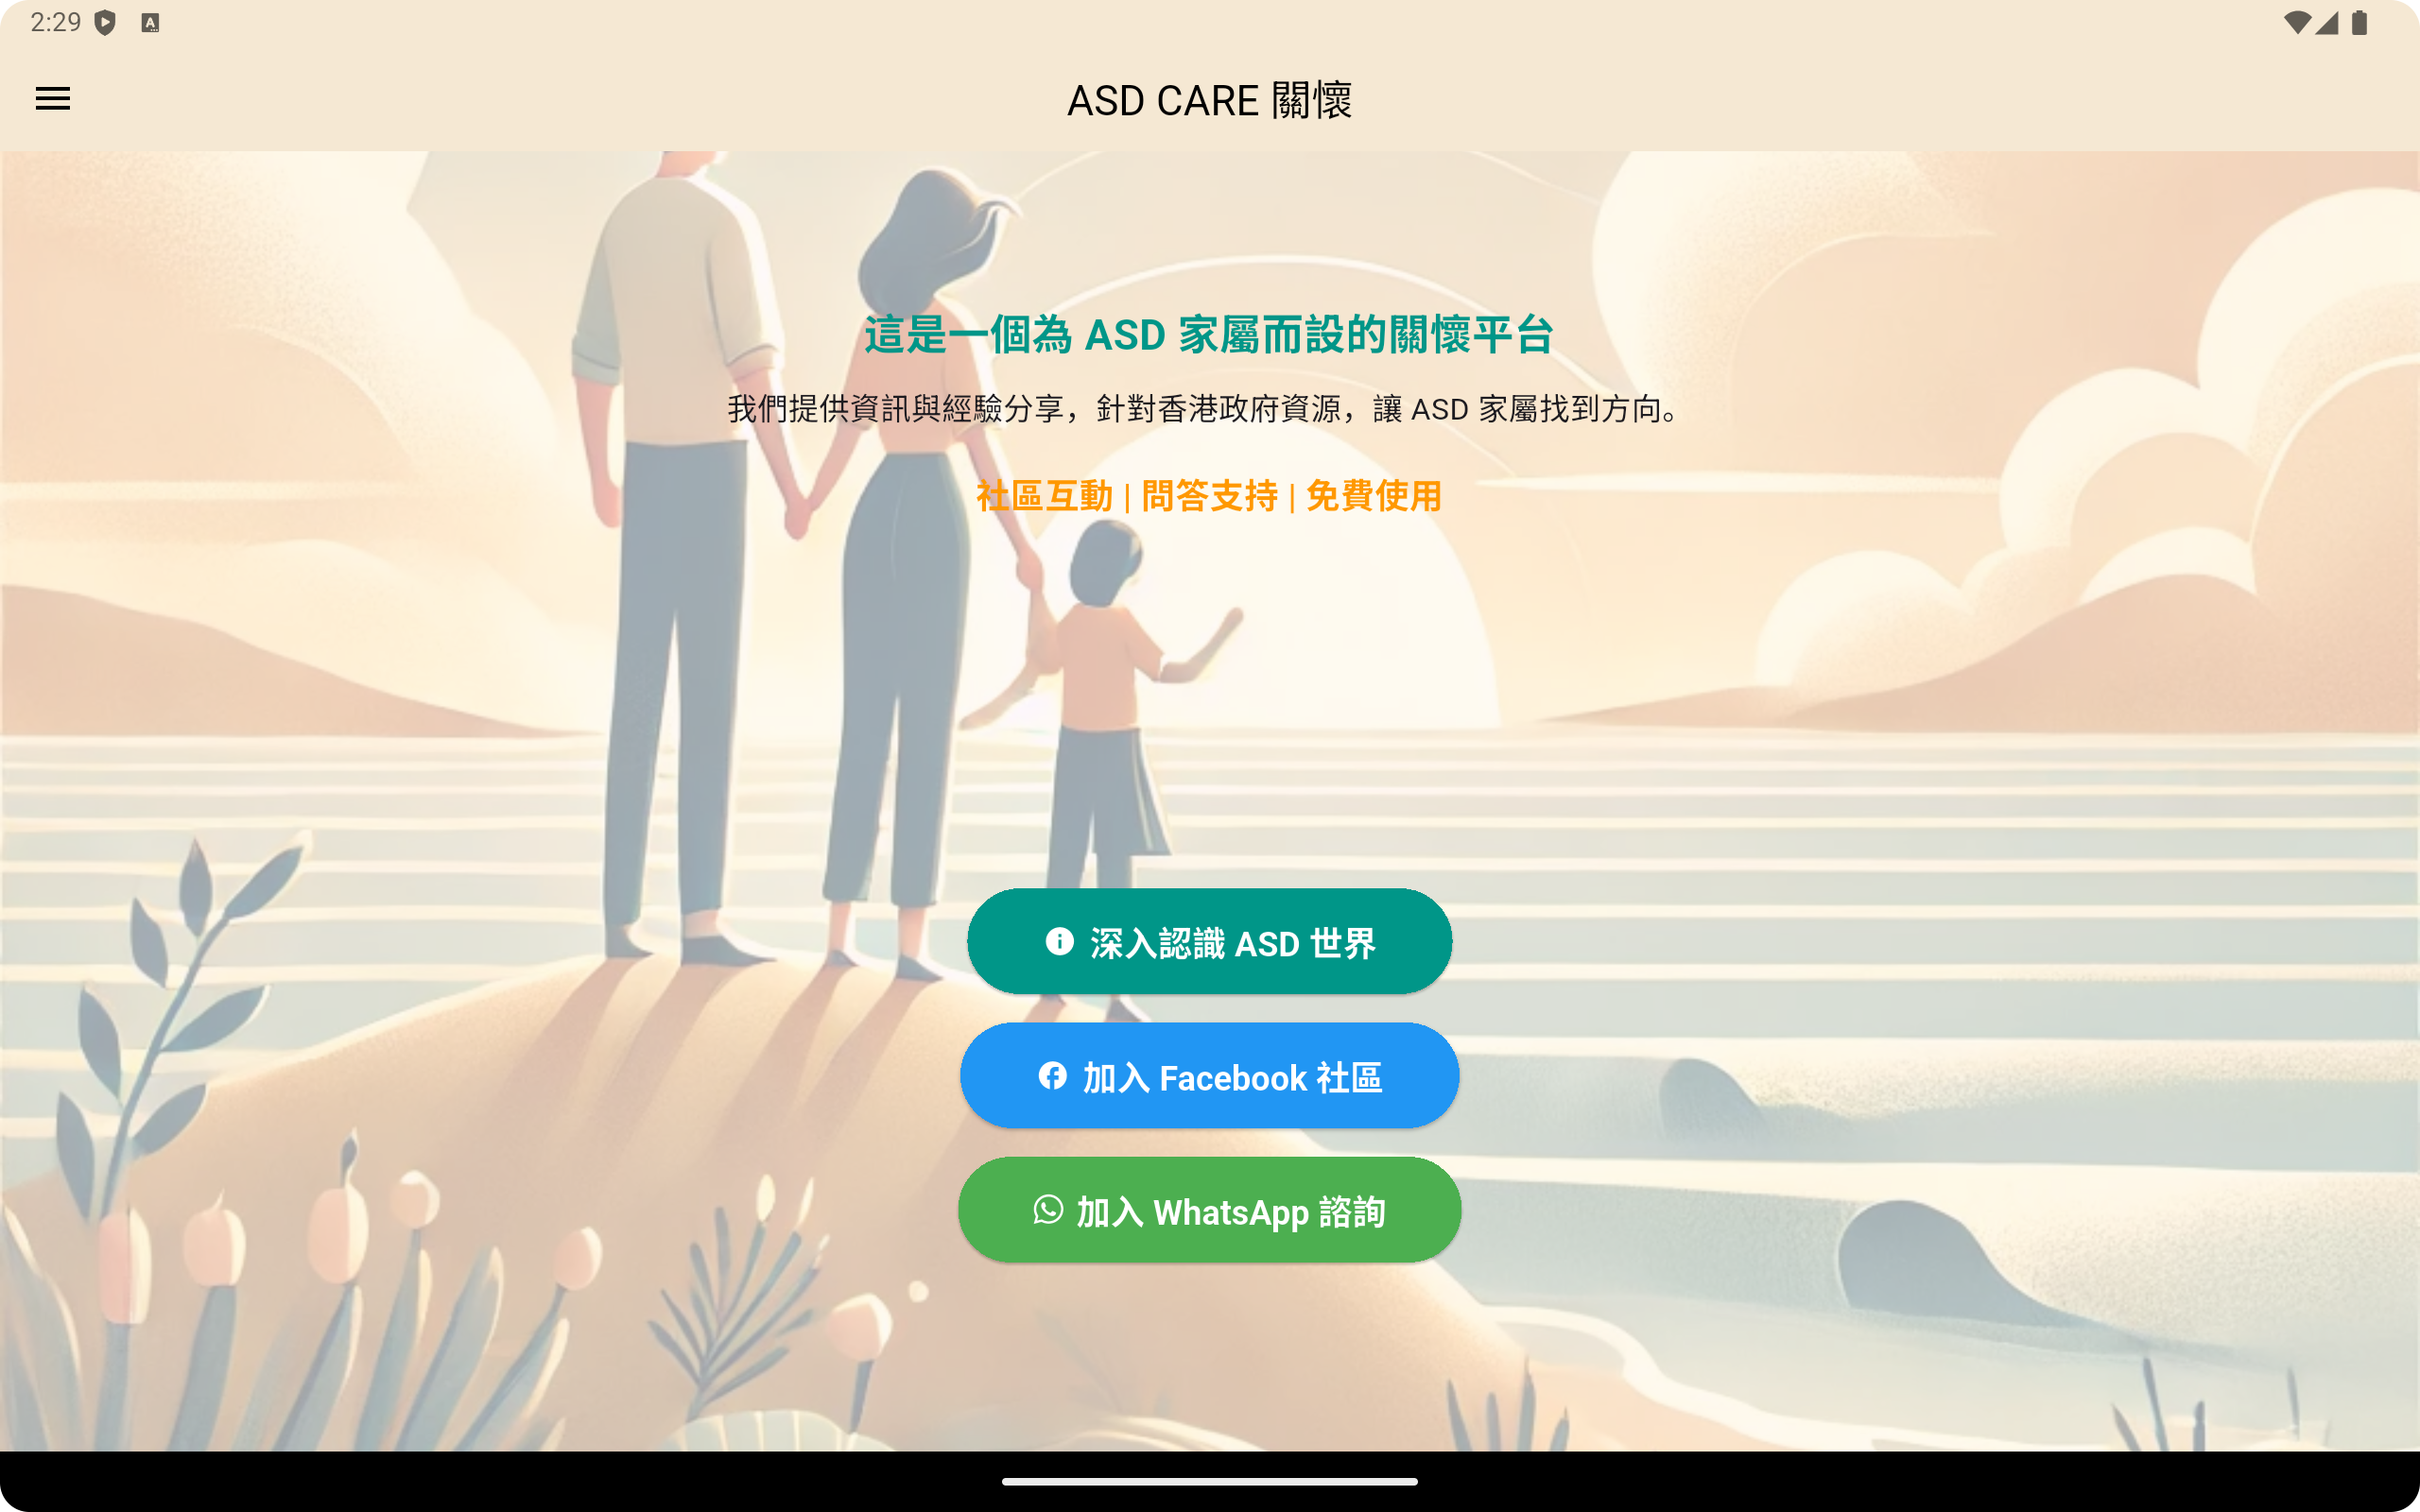 2:29
ASD CARE 關懷
這是一個為 ASD 家屬而設的關懷平台
我們提供資訊與經驗分享，針對香港政府資源，讓 ASD 家屬找到方向。
社區互動 | 問答支持 | 免費使用
深入認識 ASD 世界
加入 Facebook 社區
加入 WhatsApp 諮詢